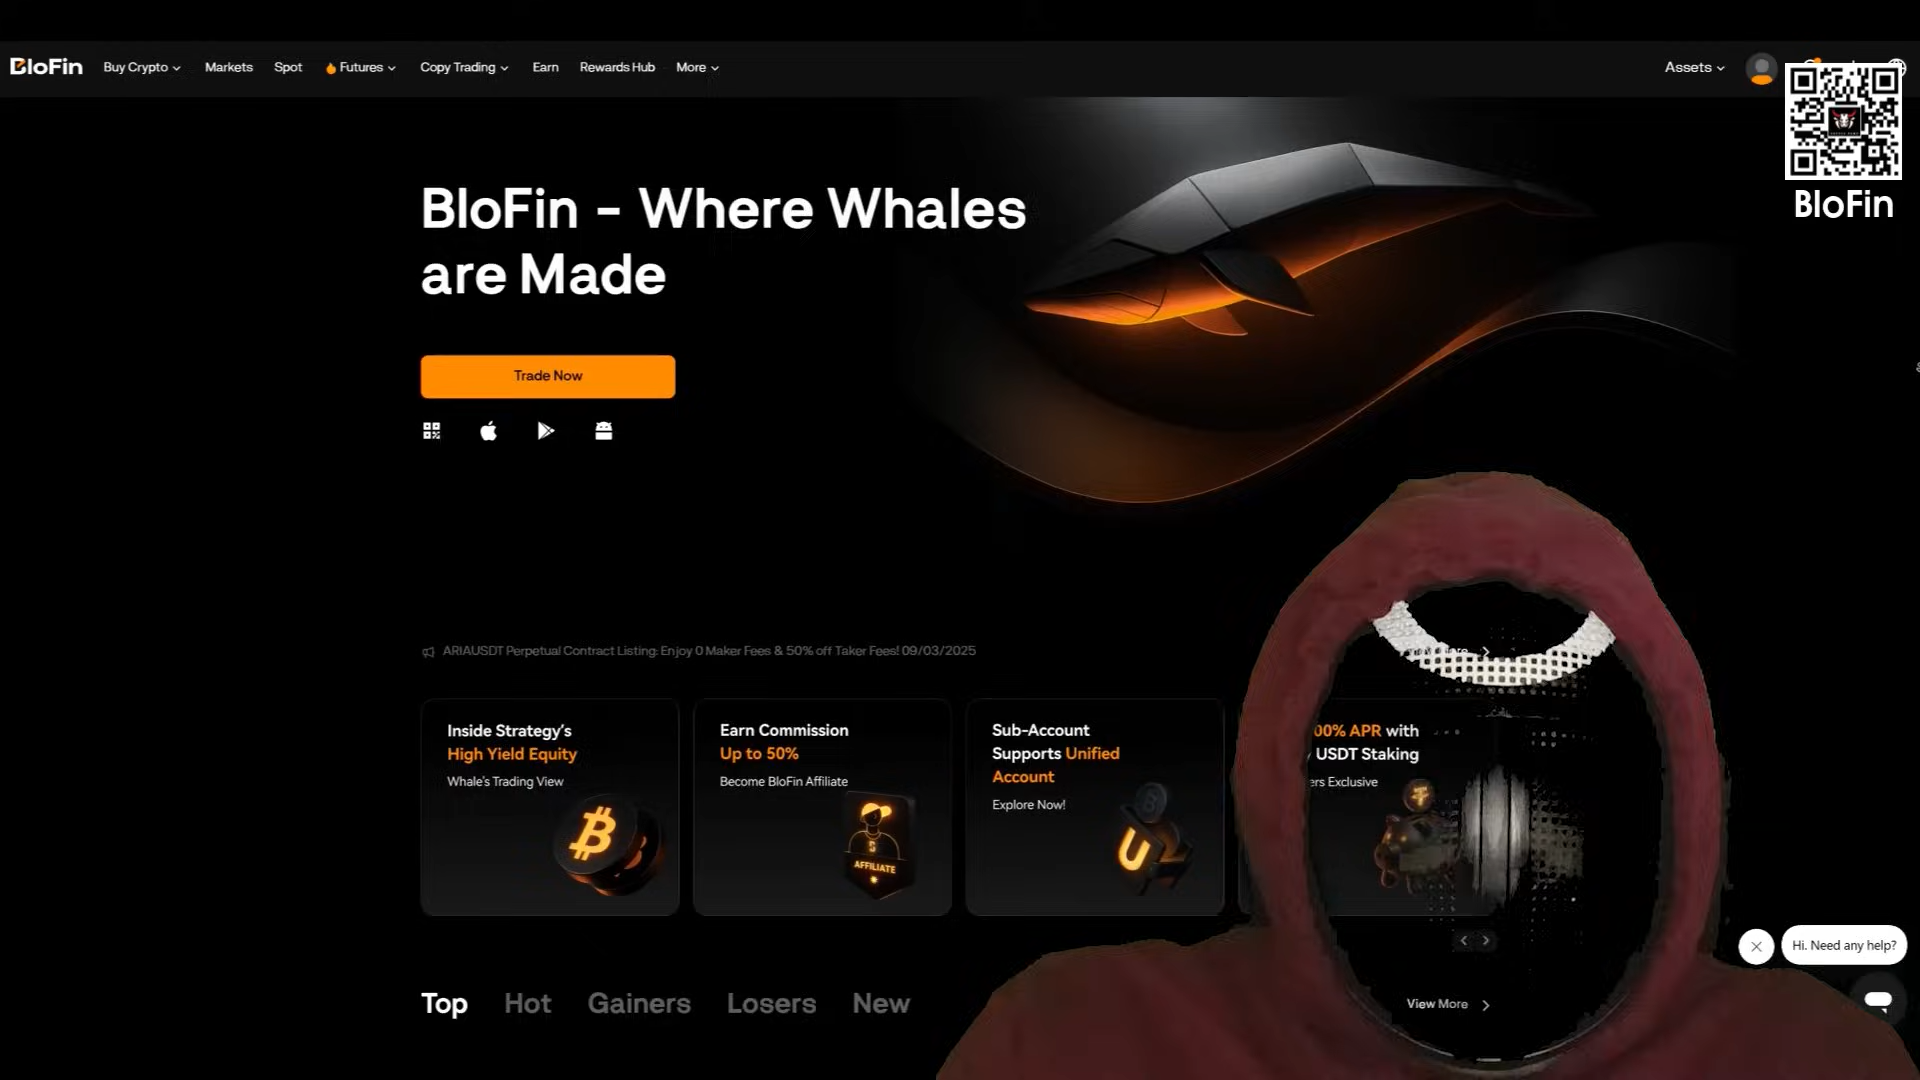 BloFin
Buy Crypto
Markets
Spot
Futures
Copy Trading
Earn
Rewards Hub
More
Assets
BloFin
BloFin - Where Whales
are Made
Trade Now
ARIAUSDT Perpetual Contract Listing: Enjoy 0 Maker Fees & 50% off Taker Fees! 09/03/2025
Inside Strategy's
High Yield Equity
Whale's Trading View
Earn Commission
Up to 50%
Become BloFin Affiliate
AFFILIATE
Sub-Account
Supports Unified
Account
Explore Now!
00% APR with
USDT Staking
Exclusive
Hi. Need any help?
Top
Hot
Gainers
Losers
New
View More